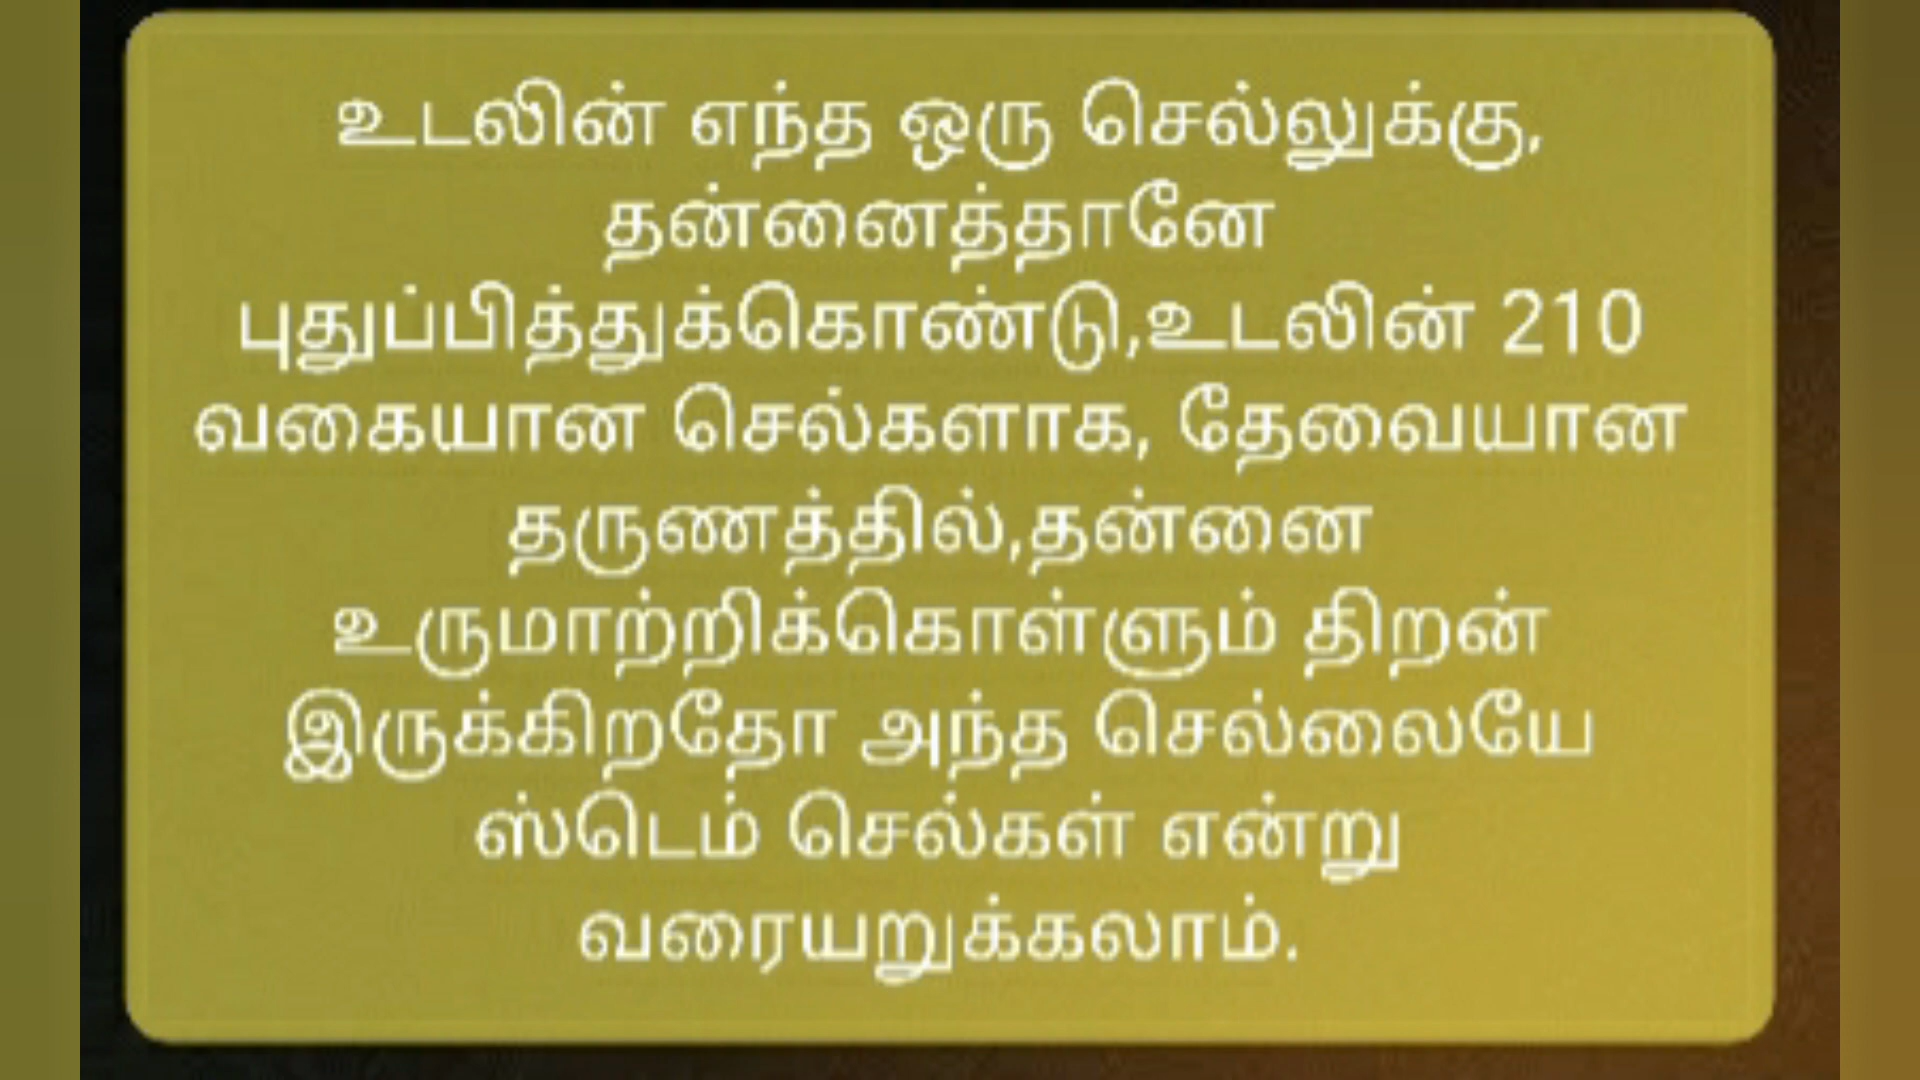 உடலின் எந்த ஒரு செல்லுக்கு,
தன்னைத்தானே
புதுப்பித்துக்கொண்டு,உடலின் 210
வகையான செல்களாக, தேவையான
தருணத்தில்,தன்னை
உருமாற்றிக்கொள்ளும் திறன்
இருக்கிறதோ அந்த செல்லையே
ஸ்டெம் செல்கள் என்று
வரையறுக்கலாம்.